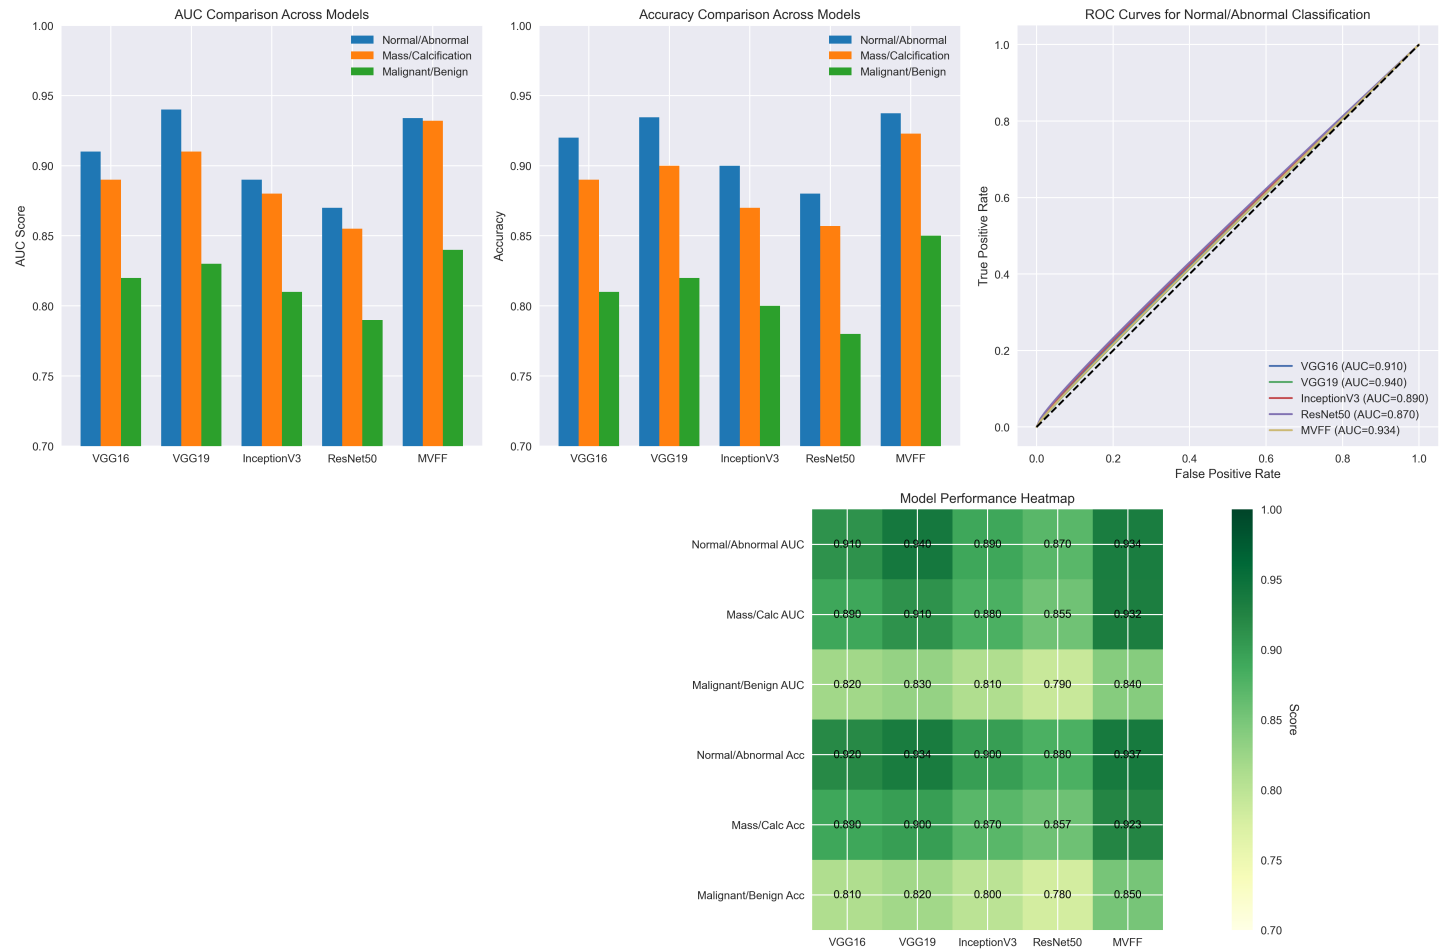 AUC Comparison Across Models
1.00
0.95
0.90
0.85
0.80
0.75
0.70
AUC Score
Normal/Abnormal
Mass/Calcification
Malignant/Benign
VGG16 VGG19 InceptionV3 ResNet50 MVFF
Accuracy Comparison Across Models
1.00
0.95
0.90
0.85
0.80
0.75
0.70
Accuracy
Normal/Abnormal
Mass/Calcification
Malignant/Benign
VGG16 VGG19 InceptionV3 ResNet50 MVFF
ROC Curves for Normal/Abnormal Classification
1.0
0.8
0.6
0.4
0.2
0.0
True Positive Rate
VGG16 (AUC=0.910)
VGG19 (AUC=0.940)
InceptionV3 (AUC=0.890)
ResNet50 (AUC=0.870)
MVFF (AUC=0.934)
0.0 0.2 0.4 0.6 0.8 1.0
False Positive Rate
Model Performance Heatmap
Normal/Abnormal AUC 0.910 0.940 0.890 0.870 0.934
Mass/Calc AUC 0.890 0.910 0.880 0.855 0.932
Malignant/Benign AUC 0.820 0.830 0.810 0.790 0.840
Normal/Abnormal Acc 0.920 0.934 0.900 0.880 0.937
Mass/Calc Acc 0.890 0.900 0.870 0.857 0.923
Malignant/Benign Acc 0.810 0.820 0.800 0.780 0.850
VGG16 VGG19 InceptionV3 ResNet50 MVFF
1.00
0.95
0.90
0.85
0.80
0.75
0.70
Score